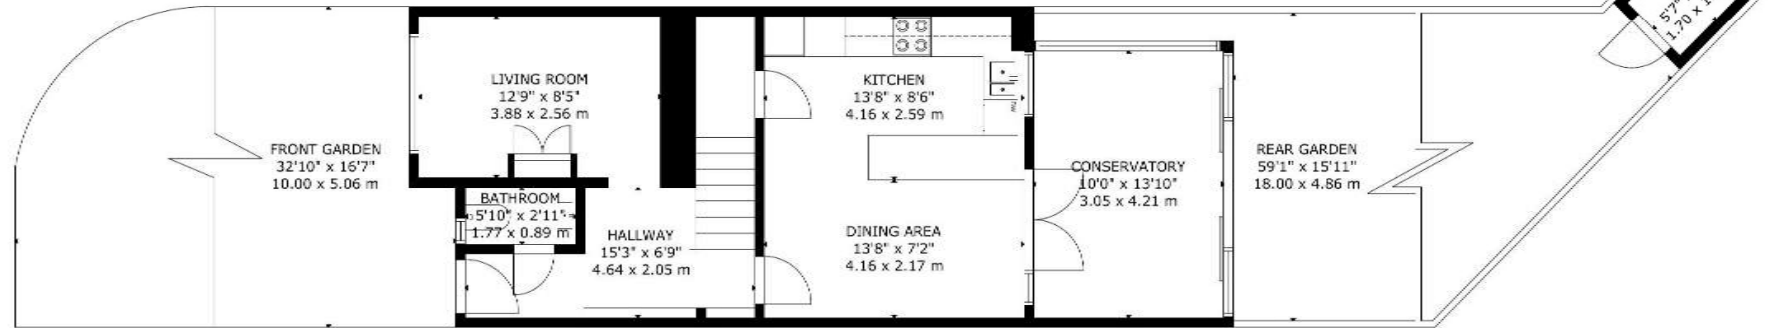 FRONT GARDEN
32'10" x 16'7"
10.00 x 5.06 m
LIVING ROOM
12'9" x 8'5"
3.88 x 2.56 m
BATHROOM
5'10" x 2'11"
1.77 x 0.89 m
HALLWAY
15'3" x 6'9"
4.64 x 2.05 m
KITCHEN
13'8" x 8'6"
4.16 x 2.59 m
DINING AREA
13'8" x 7'2"
4.16 x 2.17 m
CONSERVATORY
10'0" x 13'10"
3.05 x 4.21 m
REAR GARDEN
59'1" x 15'11"
18.00 x 4.86 m
5'7"
1.70 x